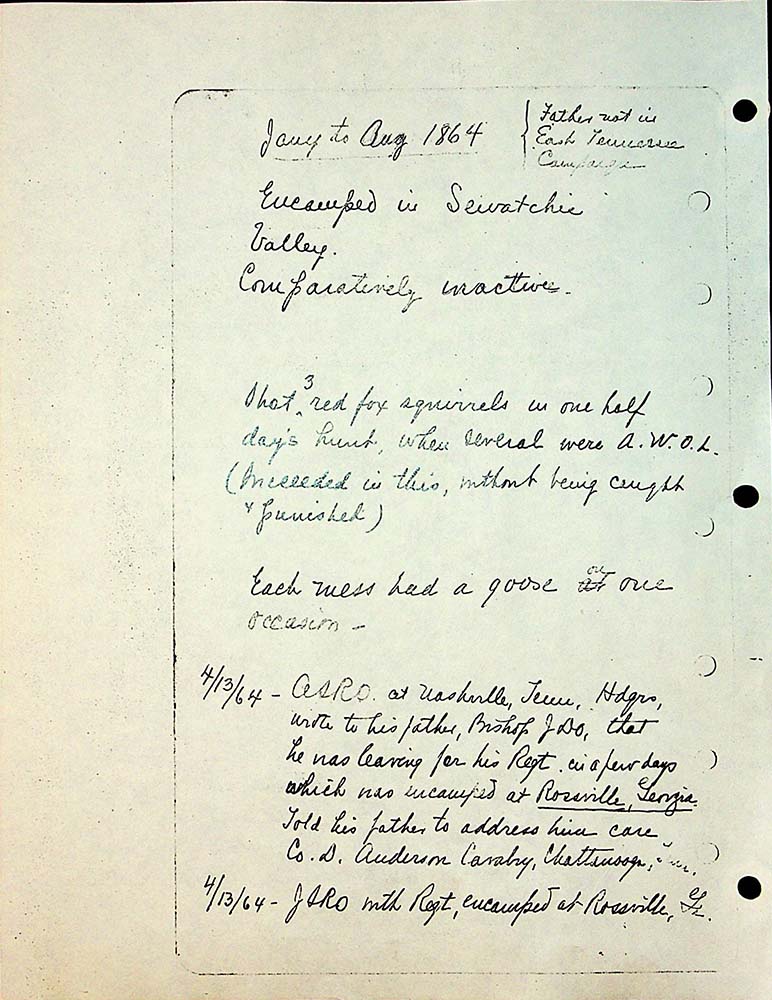 Jany to Aug 1864
Father not in
East Tennessee
Campaign
Encamped in Sewatchie
Valley.
Comparatively inactive.
Shot 3 red fox squirrels in one half
day's hunt, when several were A.W.O.L.
(Succeeded in this, without being caught
& punished)
Each mess had a goose on one
occasion -
4/13/64 - at Nashville, Tenn, Hdqrs,
wrote to his father, Bishop that
he was leaving for his Regt. in a few days
which was encamped at Rossville, Georgia.
Told his father to address him care
Co. D. Anderson Cavalry, Chattanooga, Tenn.
4/13/64 - with Regt, encamped at Rossville, Ga.